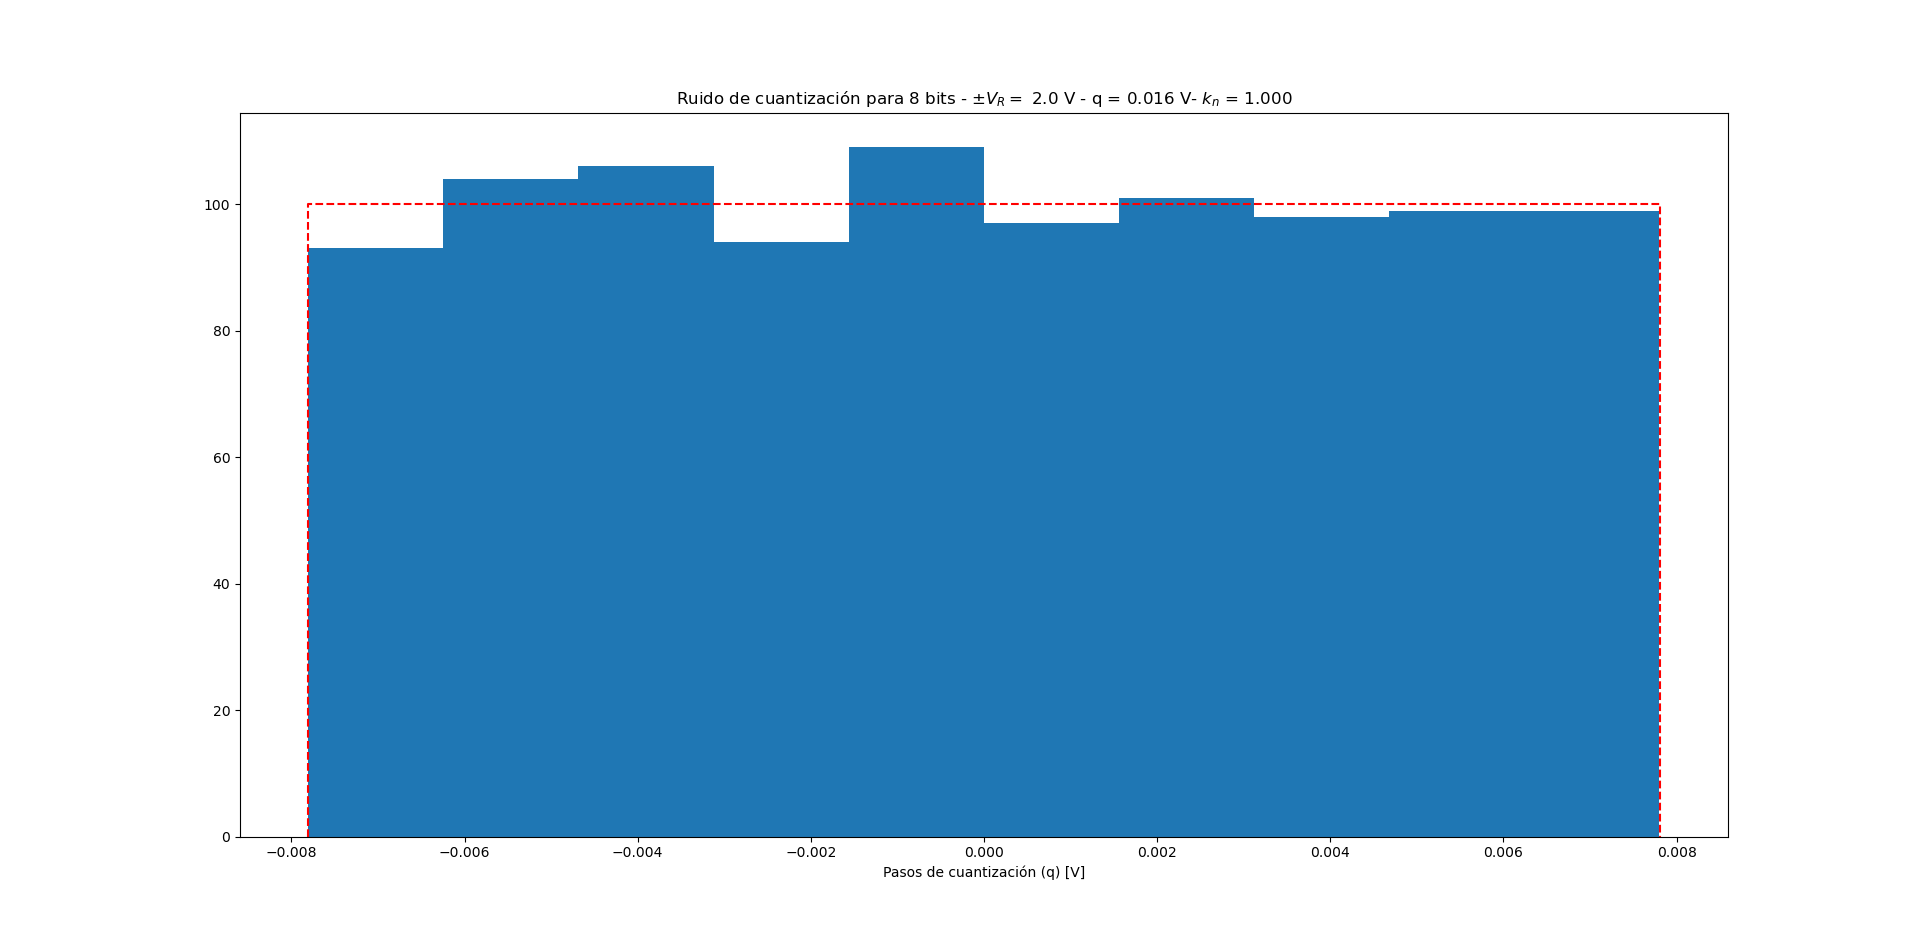 Ruido de cuantización para 8 bits - ±V_R = 2.0 V - q = 0.016 V- k_n = 1.000
100
80
60
40
20
0
−0.008 −0.006 −0.004 −0.002 0.000 0.002 0.004 0.006 0.008
Pasos de cuantización (q) [V]